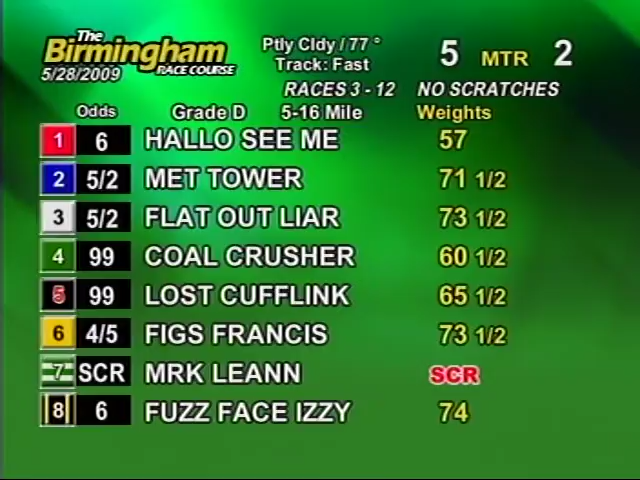 The
Birmingham
RACE COURSE
5/28/2009
Ptly Cldy / 77 °
Track: Fast
5 MTR 2
RACES 3 - 12 NO SCRATCHES
Odds Grade D 5-16 Mile Weights
1 6 HALLO SEE ME 57
2 5/2 MET TOWER 71 1/2
3 5/2 FLAT OUT LIAR 73 1/2
4 99 COAL CRUSHER 60 1/2
5 99 LOST CUFFLINK 65 1/2
6 4/5 FIGS FRANCIS 73 1/2
7 SCR MRK LEANN SCR
8 6 FUZZ FACE IZZY 74